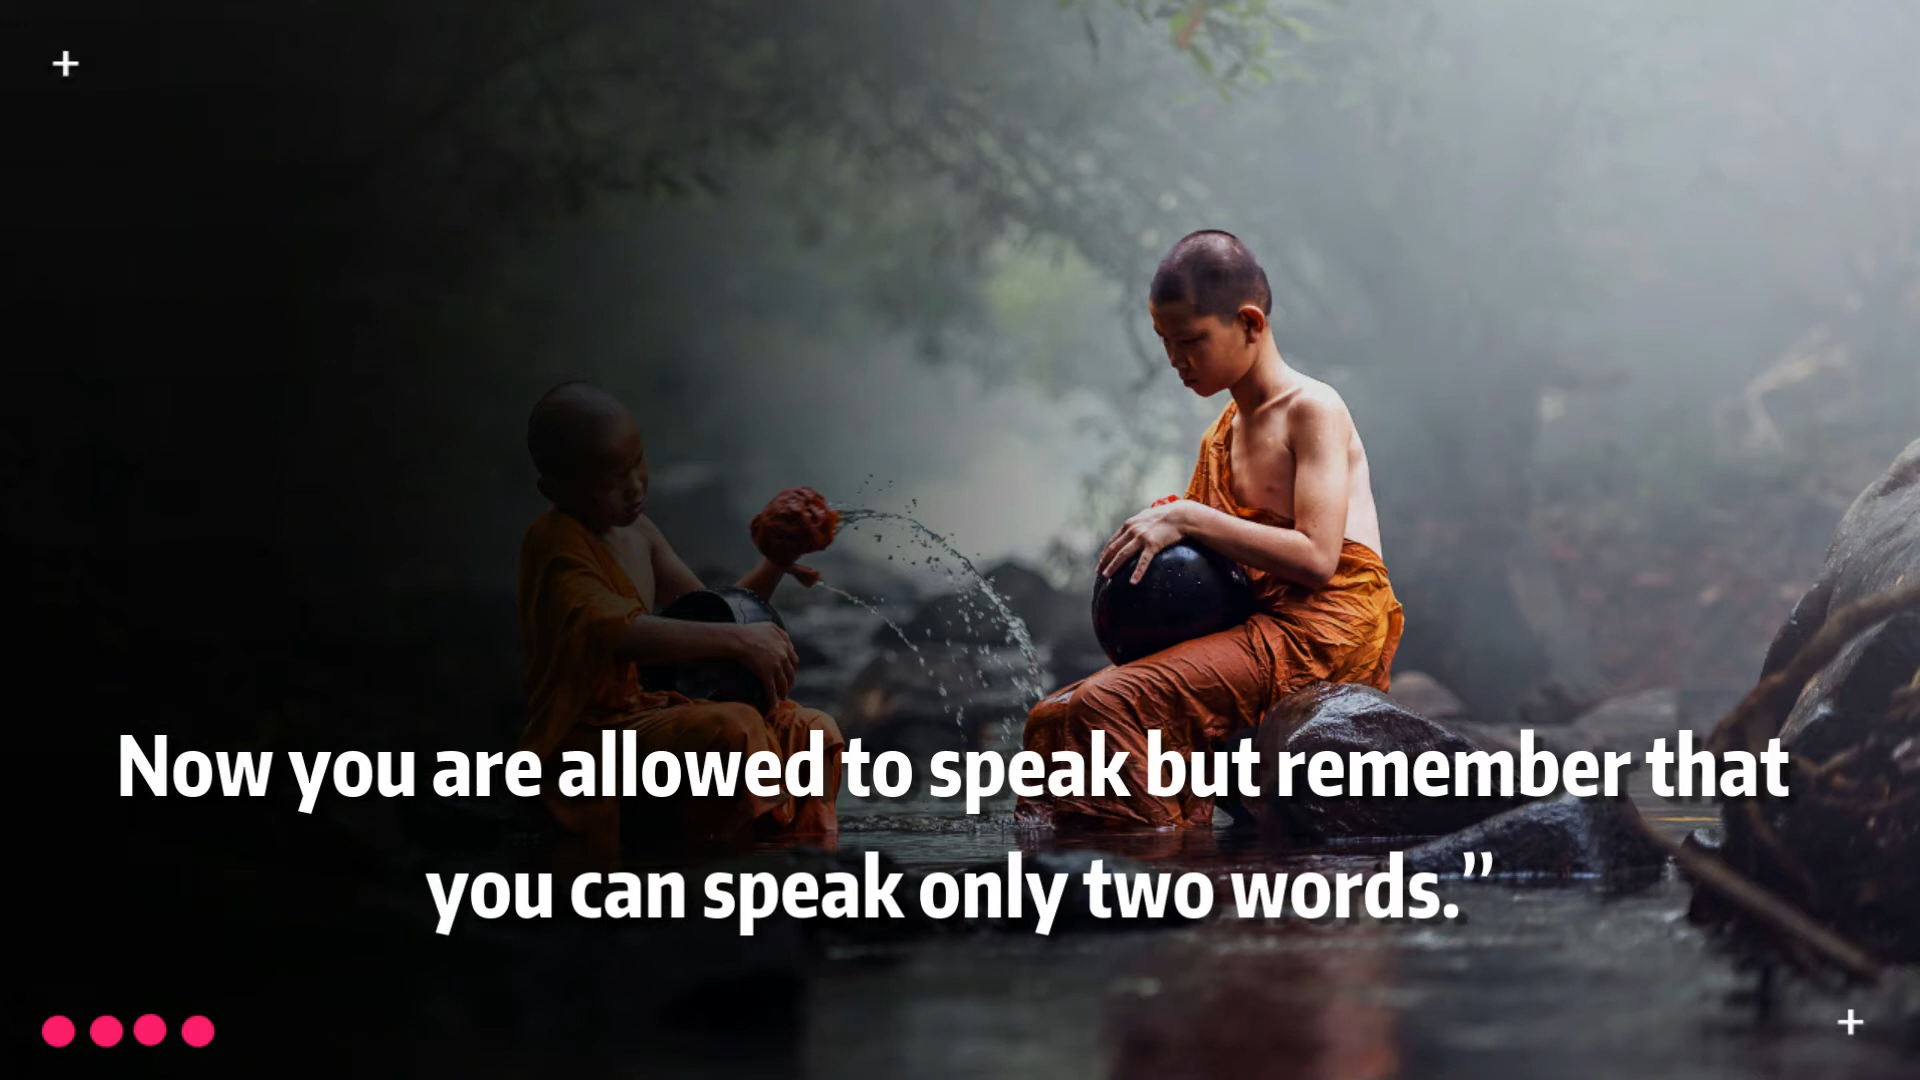 Now you are allowed to speak but remember that
you can speak only two words.”